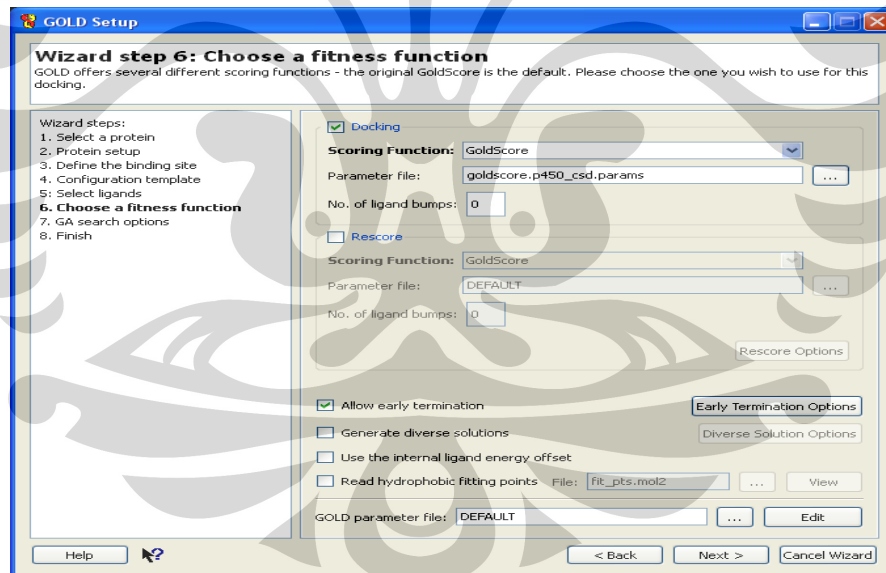 GOLD Setup
Wizard step 6: Choose a fitness function
GOLD offers several different scoring functions - the original GoldScore is the default. Please choose the one you wish to use for this
docking.
Wizard steps:
1. Select a protein
2. Protein setup
3. Define the binding site
4. Configuration template
5: Select ligands
6. Choose a fitness function
7. GA search options
8. Finish
Docking
Scoring Function: GoldScore
Parameter file: goldscore.p450_csd.params ...
No. of ligand bumps: 0
Rescore
Scoring Function: GoldScore
Parameter file: DEFAULT ...
No. of ligand bumps: 0
Rescore Options
Allow early termination Early Termination Options
Generate diverse solutions Diverse Solution Options
Use the internal ligand energy offset
Read hydrophobic fitting points File: fit_pts.mol2 ... View
GOLD parameter file: DEFAULT ... Edit
Help ? < Back Next > Cancel Wizard